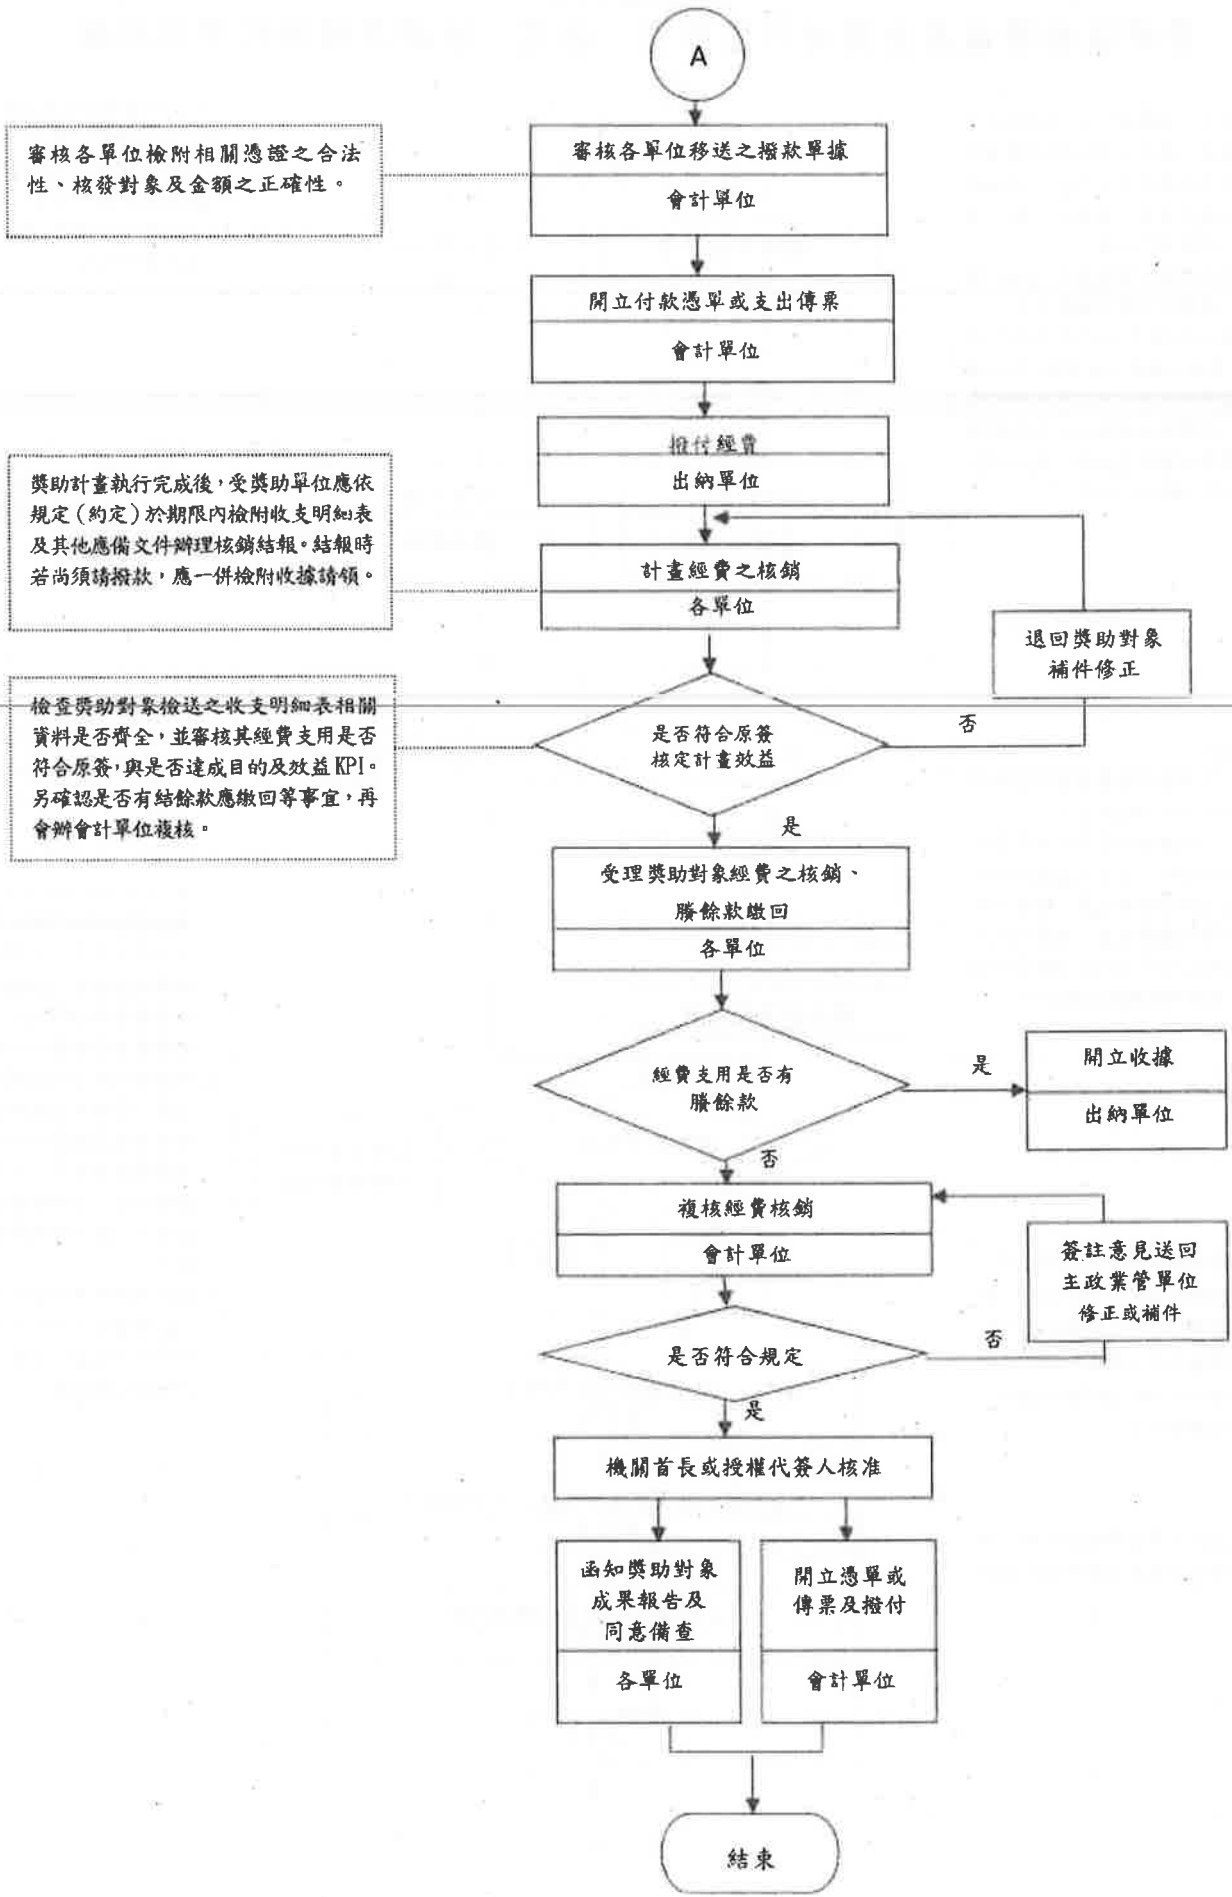 A
審核各單位檢附相關憑證之合法
性、核發對象及金額之正確性。
審核各單位移送之撥款單據
會計單位
開立付款憑單或支出傳票
會計單位
撥付經費
出納單位
獎助計畫執行完成後,受獎助單位應依
規定(約定)於期限內檢附收支明細表
及其他應備文件辦理核銷結報。結報時
若尚須請撥款,應一併檢附收據請領。
計畫經費之核銷
各單位
退回獎助對象
補件修正
檢查獎助對象檢送之收支明細表相關
資料是否齊全,並審核其經費支用是否
符合原簽,與是否達成目的及效益KPI。
另確認是否有結餘款應繳回等事宜,再
會辦會計單位複核。
是否符合原簽
核定計畫效益
否
是
受理獎助對象經費之核銷、
賸餘款繳回
各單位
經費支用是否有
賸餘款
是
開立收據
出納單位
否
複核經費核銷
會計單位
簽註意見送回
主政業管單位
修正或補件
是否符合規定
否
是
機關首長或授權代簽人核准
函知獎助對象
成果報告及
同意備查
各單位
開立憑單或
傳票及撥付
會計單位
結束